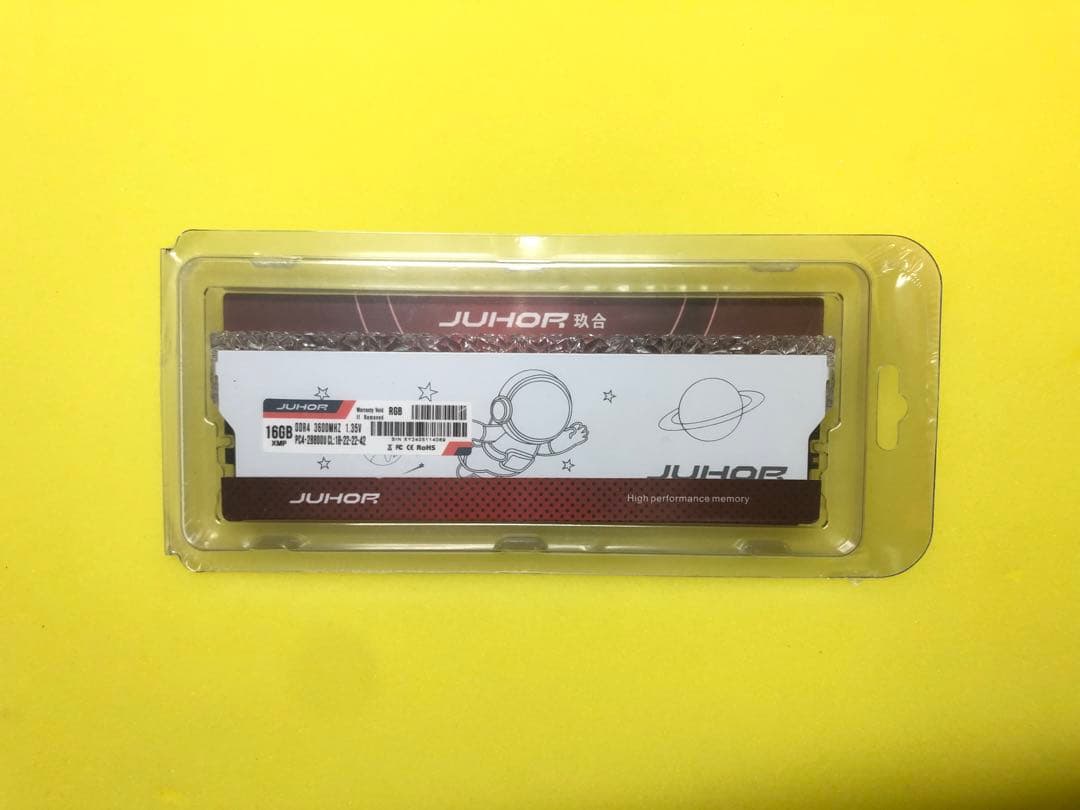 JUHOR 玖合
JUHOR
Warranty Void
If Removed
RGB
16GB
XMP
DDR4 3600MHZ 1.35V
PC4-28800U CL:18-22-22-42
S/N XY2405114069
FC CE RoHS
JUHOR
JUHOR
High performance memory